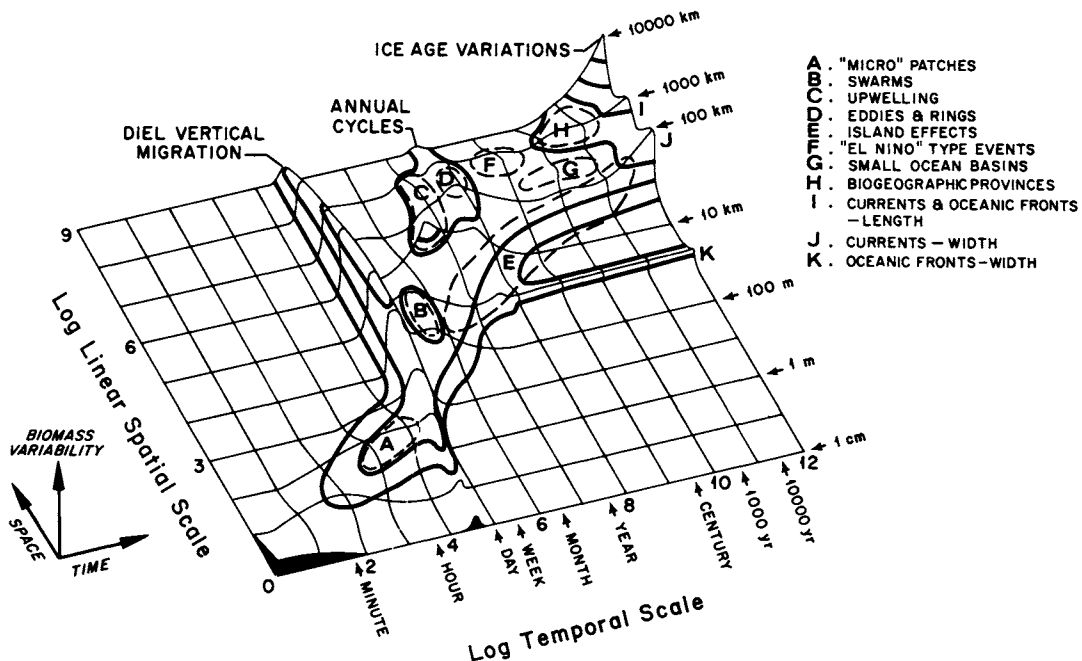 ICE AGE VARIATIONS
10000 km
1000 km
100 km
10 km
100 m
1 m
1 cm
ANNUAL
CYCLES
DIEL VERTICAL
MIGRATION
A
B
C
D
E
F
G
H
I
J
K
A. "MICRO" PATCHES
B. SWARMS
C. UPWELLING
D. EDDIES & RINGS
E. ISLAND EFFECTS
F. "EL NINO" TYPE EVENTS
G. SMALL OCEAN BASINS
H. BIOGEOGRAPHIC PROVINCES
I. CURRENTS & OCEANIC FRONTS
-LENGTH
J. CURRENTS - WIDTH
K. OCEANIC FRONTS-WIDTH
9
6
3
0
Log Linear Spatial Scale
BIOMASS
VARIABILITY
SPACE
TIME
2
4
6
8
10
12
MINUTE
HOUR
DAY
WEEK
MONTH
YEAR
CENTURY
1000 yr
10000 yr
Log Temporal Scale